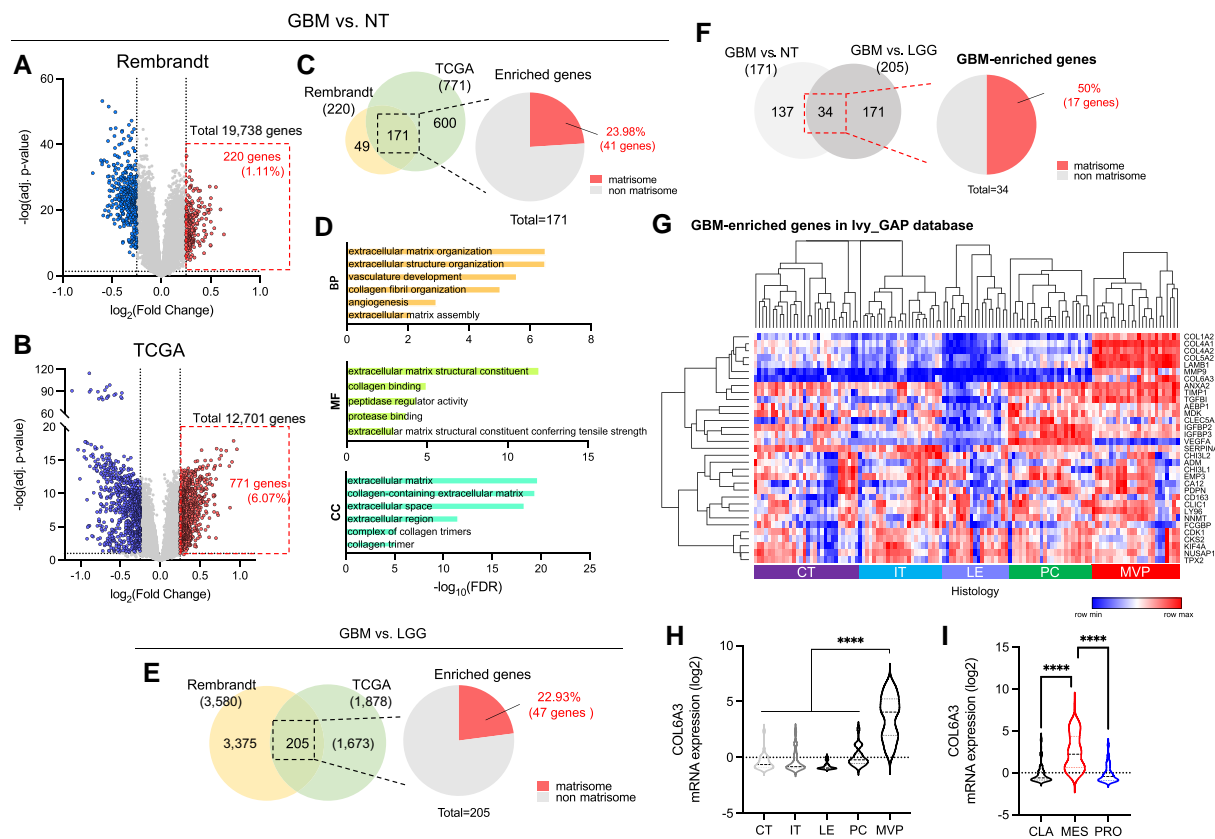 GBM vs. NT
A
Rembrandt
60
50
40
30
20
10
0
-log(adj. p-value)
Total 19,738 genes
220 genes
(1.11%)
-1.0
-0.5
0.0
0.5
1.0
log2(Fold Change)
B
TCGA
120
100
80
60
20
15
10
5
0
-log(adj. p-value)
Total 12,701 genes
771 genes
(6.07%)
-1.0
-0.5
0.0
0.5
1.0
log2(Fold Change)
C
Rembrandt
(220)
TCGA
(771)
49
171
600
Enriched genes
23.98%
(41 genes)
matrisome
non matrisome
Total=171
D
BP
extracellular matrix organization
extracellular structure organization
vasculature development
collagen fibril organization
angiogenesis
extracellular matrix assembly
0
2
4
6
8
MF
extracellular matrix structural constituent
collagen binding
peptidase regulator activity
protease binding
extracellular matrix structural constituent conferring tensile strength
0
5
10
15
CC
extracellular matrix
collagen-containing extracellular matrix
extracellular space
extracellular region
complex of collagen trimers
collagen trimer
0
5
10
15
20
25
-log10(FDR)
GBM vs. LGG
E
Rembrandt
(3,580)
TCGA
(1,878)
3,375
205
(1,673)
Enriched genes
22.93%
(47 genes )
matrisome
non matrisome
Total=205
F
GBM vs. NT
(171)
GBM vs. LGG
(205)
137
34
171
GBM-enriched genes
50%
(17 genes)
matrisome
non matrisome
Total=34
G
GBM-enriched genes in Ivy_GAP database
COL1A2
COL4A1
COL4A2
COL5A2
LAMB1
MMP9
COL6A3
ANXA2
TIMP1
TGFBI
AEBP1
MDK
CLEC5A
IGFBP2
IGFBP3
VEGFA
SERPINA
CHI3L2
ADM
CHI3L1
EMP3
CA12
PDPN
CD163
CLIC1
LY96
NNMT
FCGBP
CDK1
CKS2
KIF4A
NUSAP1
TPX2
CT
IT
LE
PC
MVP
Histology
row min
row max
H
COL6A3
mRNA expression (log2)
10
5
0
-5
****
CT
IT
LE
PC
MVP
I
COL6A3
mRNA expression (log2)
15
10
5
0
-5
****
****
CLA
MES
PRO